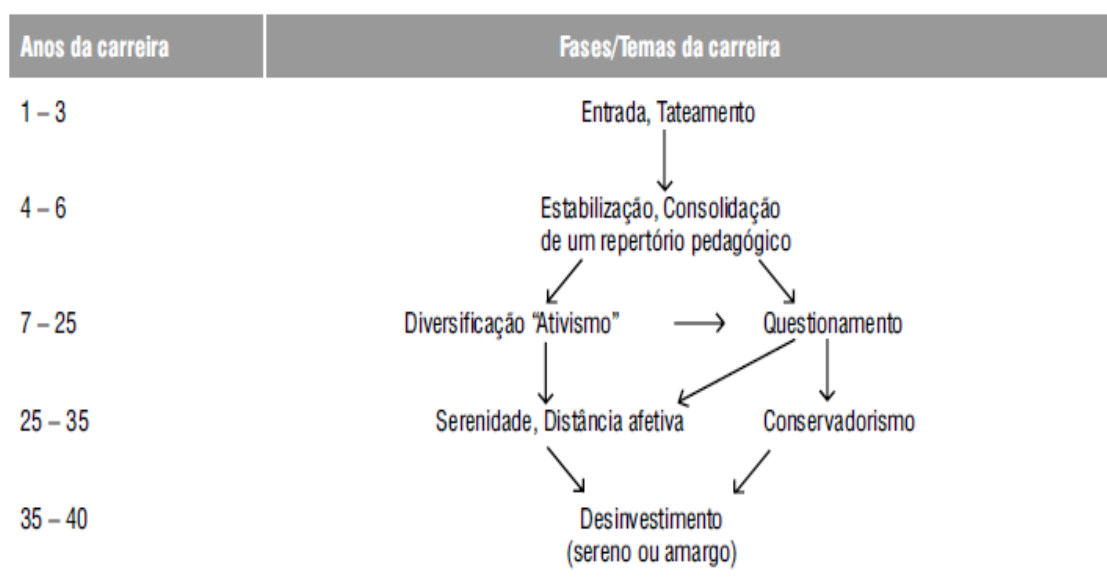 Anos da carreira
Fases/Temas da carreira
1 – 3
Entrada, Tateamento
4 – 6
Estabilização, Consolidação
de um repertório pedagógico
7 – 25
Diversificação “Ativismo”
Questionamento
25 – 35
Serenidade, Distância afetiva
Conservadorismo
35 – 40
Desinvestimento
(sereno ou amargo)